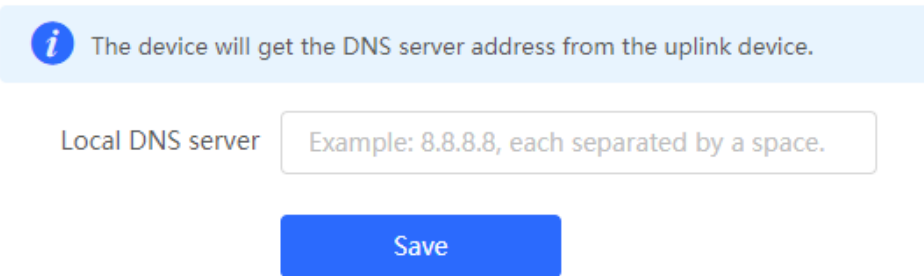 The device will get the DNS server address from the uplink device.
Local DNS server
Example: 8.8.8.8, each separated by a space.
Save